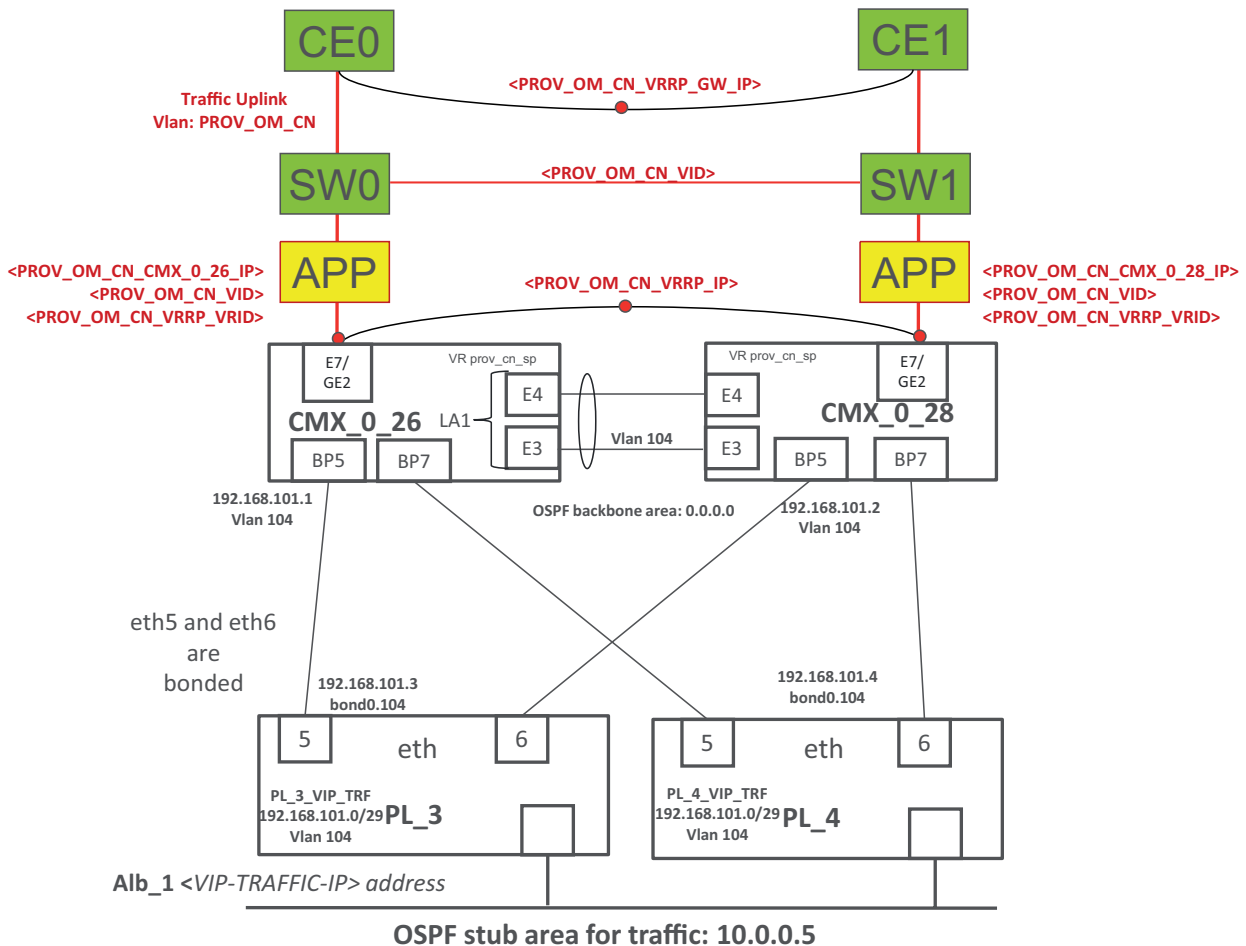 CE0
CE1
<PROV_OM_CN_VRRP_GW_IP>
Traffic Uplink
Vlan: PROV_OM_CN
SW0
<PROV_OM_CN_VID>
SW1
<PROV_OM_CN_CMX_0_26_IP>
<PROV_OM_CN_VID>
<PROV_OM_CN_VRRP_VRID>
APP
<PROV_OM_CN_VRRP_IP>
APP
<PROV_OM_CN_CMX_0_28_IP>
<PROV_OM_CN_VID>
<PROV_OM_CN_VRRP_VRID>
E7/
GE2
VR prov_cn_sp
VR prov_cn_sp
E7/
GE2
CMX_0_26
LA1
E4
E3
Vlan 104
E4
E3
CMX_0_28
BP5
BP7
BP5
BP7
192.168.101.1
Vlan 104
OSPF backbone area: 0.0.0.0
192.168.101.2
Vlan 104
eth5 and eth6
are
bonded
192.168.101.3
bond0.104
192.168.101.4
bond0.104
5
eth
6
5
eth
6
PL_3_VIP_TRF
192.168.101.0/29
Vlan 104
PL_3
PL_4_VIP_TRF
192.168.101.0/29
Vlan 104
PL_4
Alb_1 <VIP-TRAFFIC-IP> address
OSPF stub area for traffic: 10.0.0.5